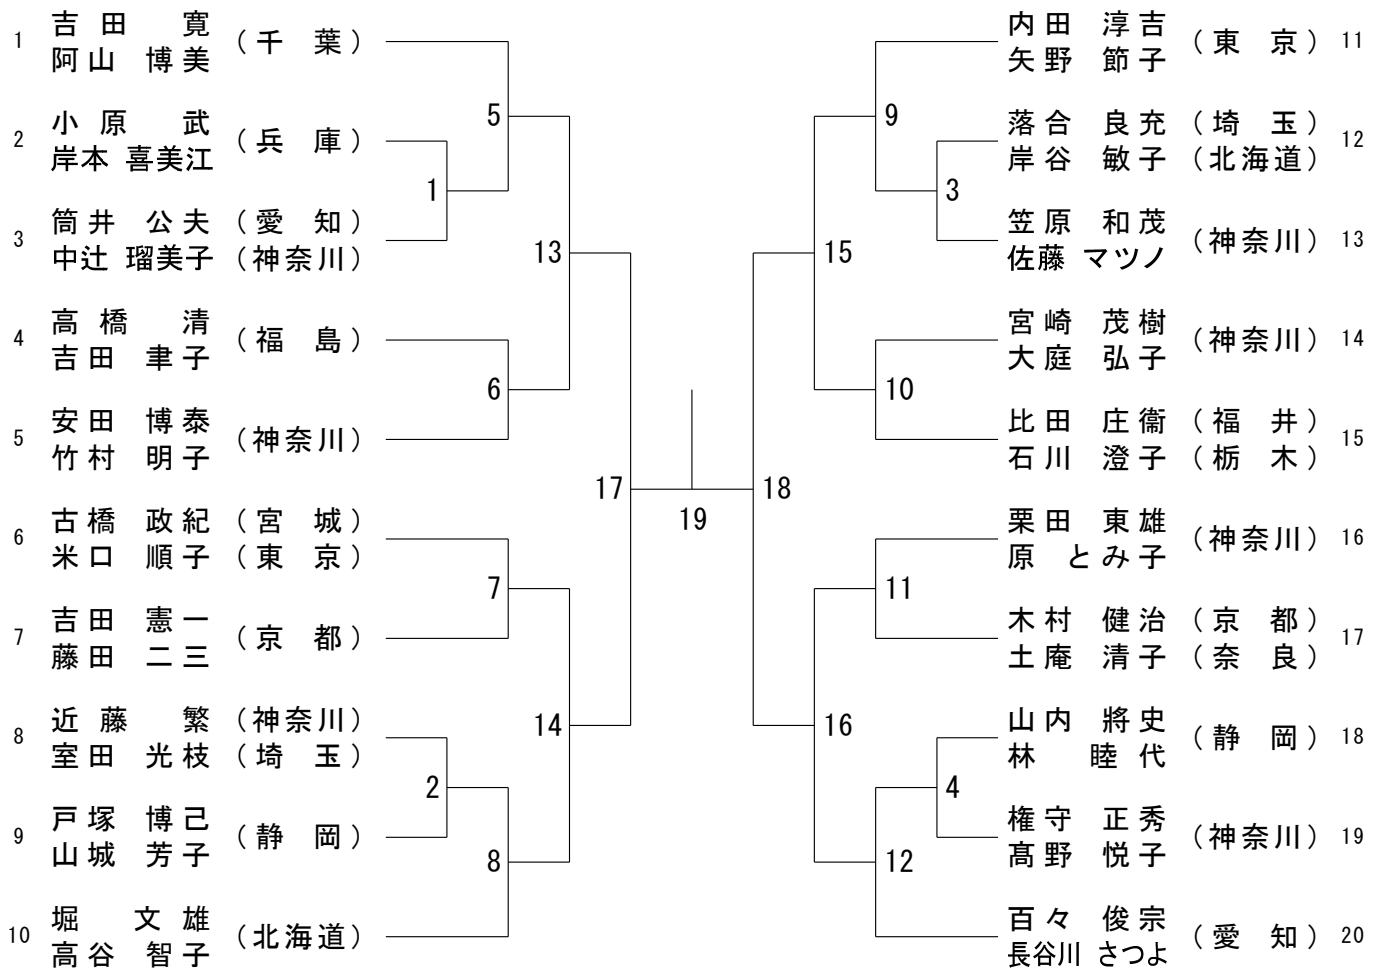 1 吉田 寛 (千 葉)
阿山 博美
2 小原 武 (兵 庫)
岸本 喜美江
3 筒井 公夫 (愛 知)
中辻 瑠美子 (神奈川)
4 高橋 清 (福 島)
吉田 聿子
5 安田 博泰 (神奈川)
竹村 明子
6 古橋 政紀 (宮 城)
米口 順子 (東 京)
7 吉田 憲一 (京 都)
藤田 二三
8 近藤 繁 (神奈川)
室田 光枝 (埼 玉)
9 戸塚 博己 (静 岡)
山城 芳子
10 堀 文雄 (北海道)
高谷 智子
5
1
13
6
17
7
14
2
8
19
9
3
15
10
18
11
16
4
12
内田 淳吉 (東 京) 11
矢野 節子
落合 良充 (埼 玉) 12
岸谷 敏子 (北海道)
笠原 和茂 (神奈川) 13
佐藤 マツノ
宮崎 茂樹 (神奈川) 14
大庭 弘子
比田 庄衞 (福 井) 15
石川 澄子 (栃 木)
栗田 東雄 (神奈川) 16
原 とみ子
木村 健治 (京 都) 17
土庵 清子 (奈 良)
山内 將史 (静 岡) 18
林 睦代
権守 正秀 (神奈川) 19
髙野 悦子
百々 俊宗 (愛 知) 20
長谷川 さつよ